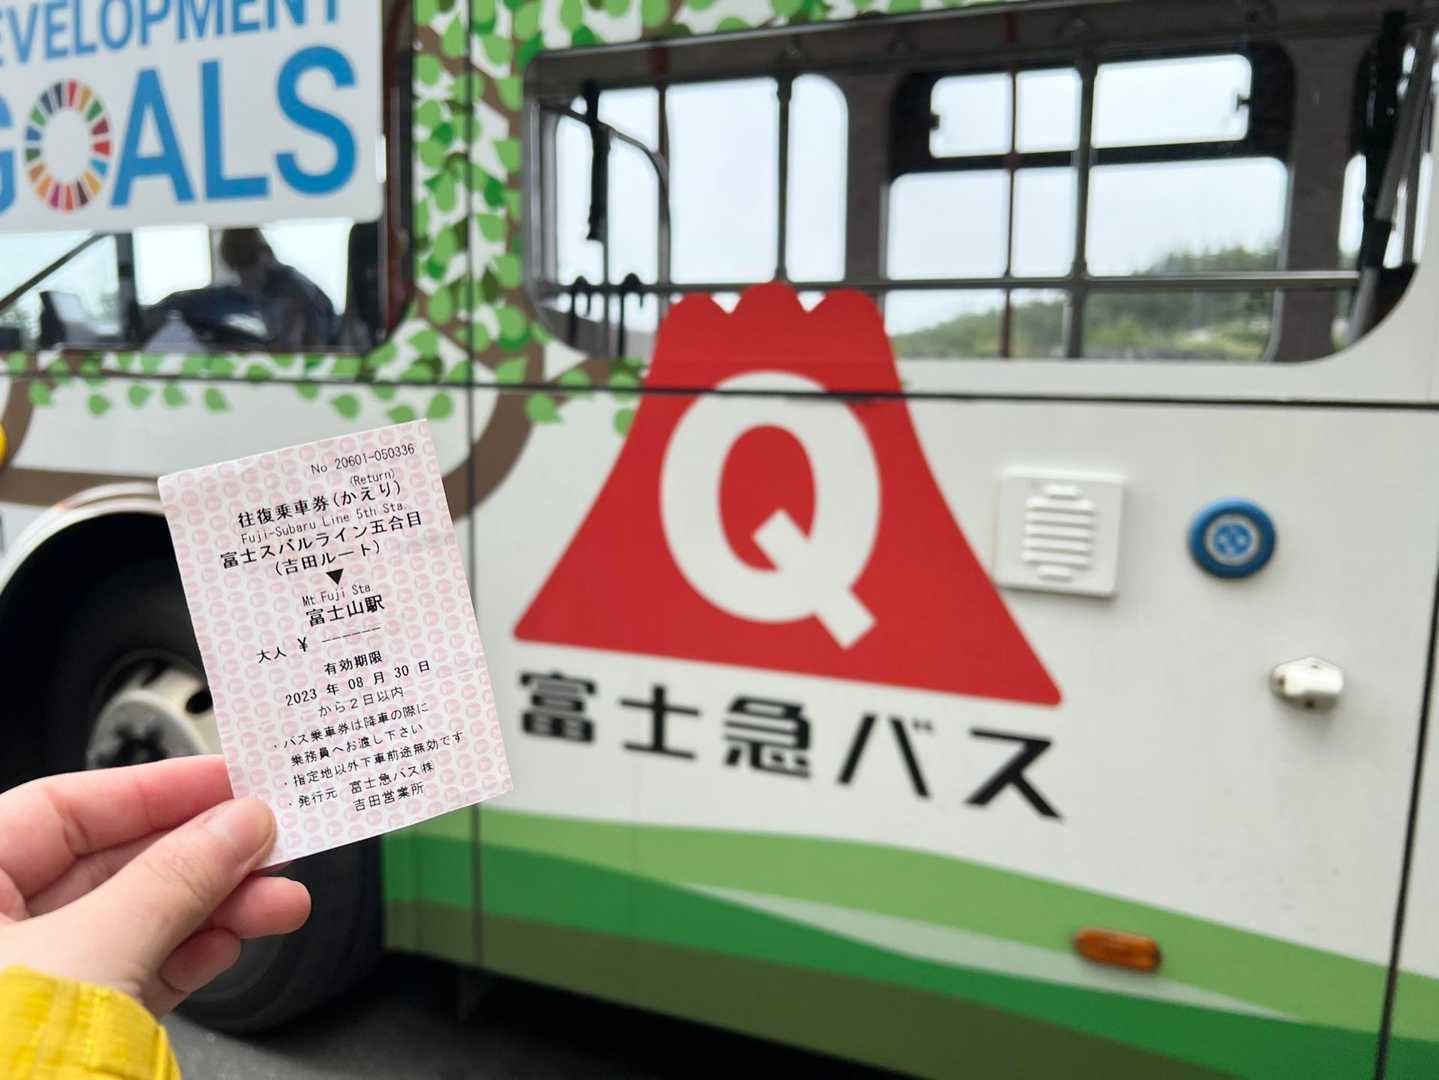 DEVELOPMENT
GOALS
No 20601-050336
(Return)
往復乗車券(かえり)
Fuji-Subaru Line 5th Sta.
富士スバルライン五合目
(吉田ルート)
▼
Mt.Fuji Sta.
富士山駅
大人 ¥ ------
有効期限
2023 年 08 月 30 日
から2日以内
・バス乗車券は降車の際に
乗務員へお渡し下さい
・指定地以外下車前途無効です
・発行元 富士急バス㈱
吉田営業所
Q
富士急バス